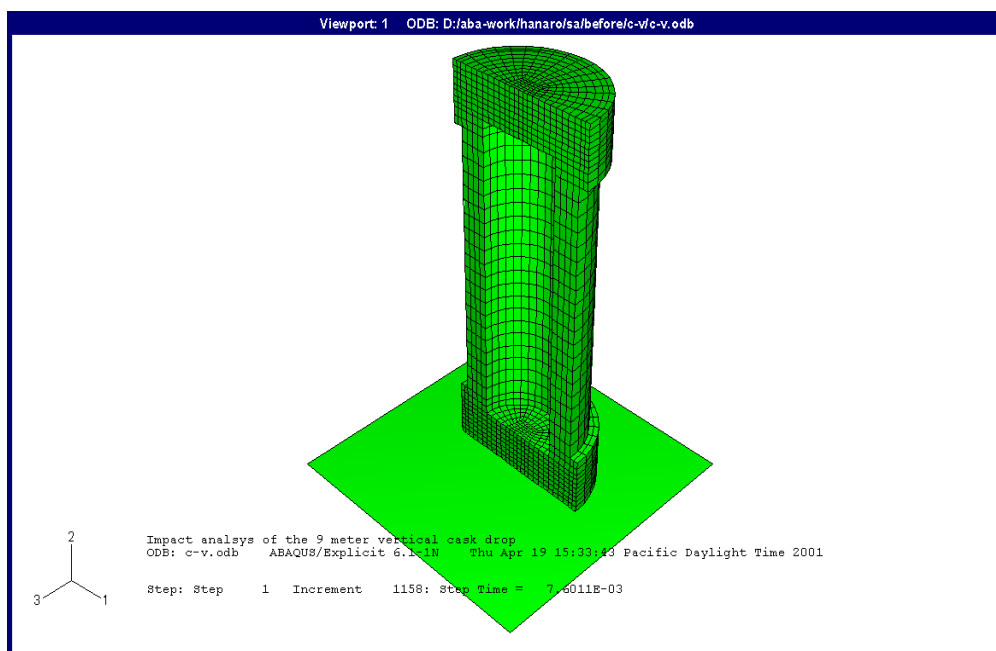 Viewport: 1 ODB: D:/aba-work/hanaro/sa/before/c-v/c-v.odb
2
3
1
Impact analsys of the 9 meter vertical cask drop
ODB: c-v.odb ABAQUS/Explicit 6.1-1N Thu Apr 19 15:33:43 Pacific Daylight Time 2001
Step: Step 1 Increment 1158: Step Time = 7.6011E-03